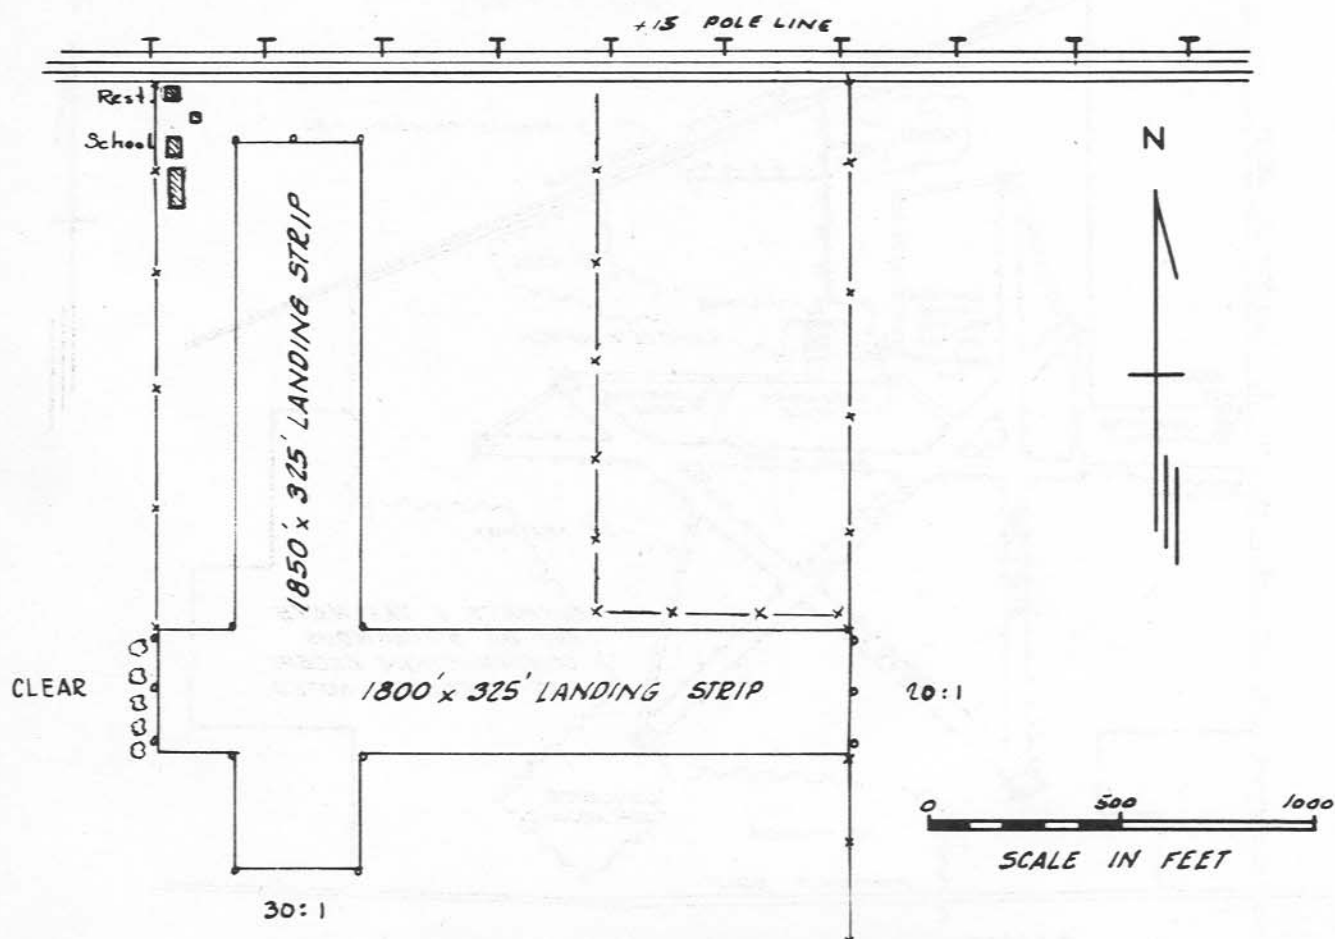 +15 POLE LINE
Rest.
School
N
1850' x 325' LANDING STRIP
CLEAR
1800' x 325' LANDING STRIP
20:1
0 500 1000
SCALE IN FEET
30:1